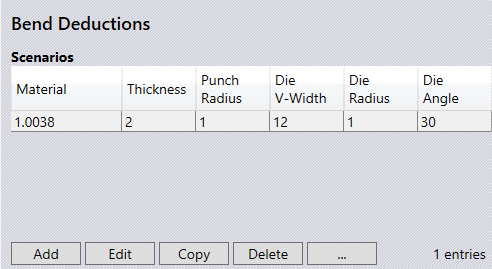 Bend Deductions
Scenarios
Material Thickness Punch Radius Die V-Width Die Radius Die Angle
1.0038 2 1 12 1 30
Add Edit Copy Delete ... 1 entries